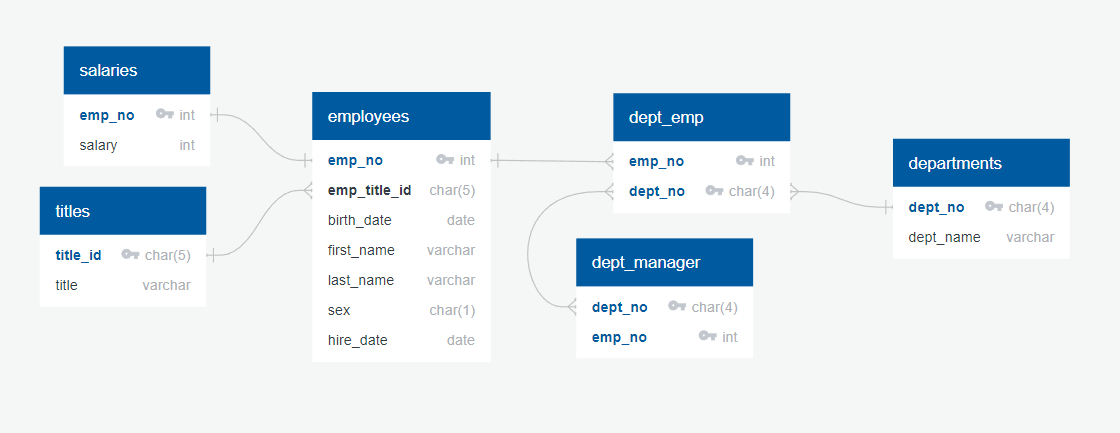 salaries
emp_no int
salary int
titles
title_id char(5)
title varchar
employees
emp_no int
emp_title_id char(5)
birth_date date
first_name varchar
last_name varchar
sex char(1)
hire_date date
dept_emp
emp_no int
dept_no char(4)
dept_manager
dept_no char(4)
emp_no int
departments
dept_no char(4)
dept_name varchar